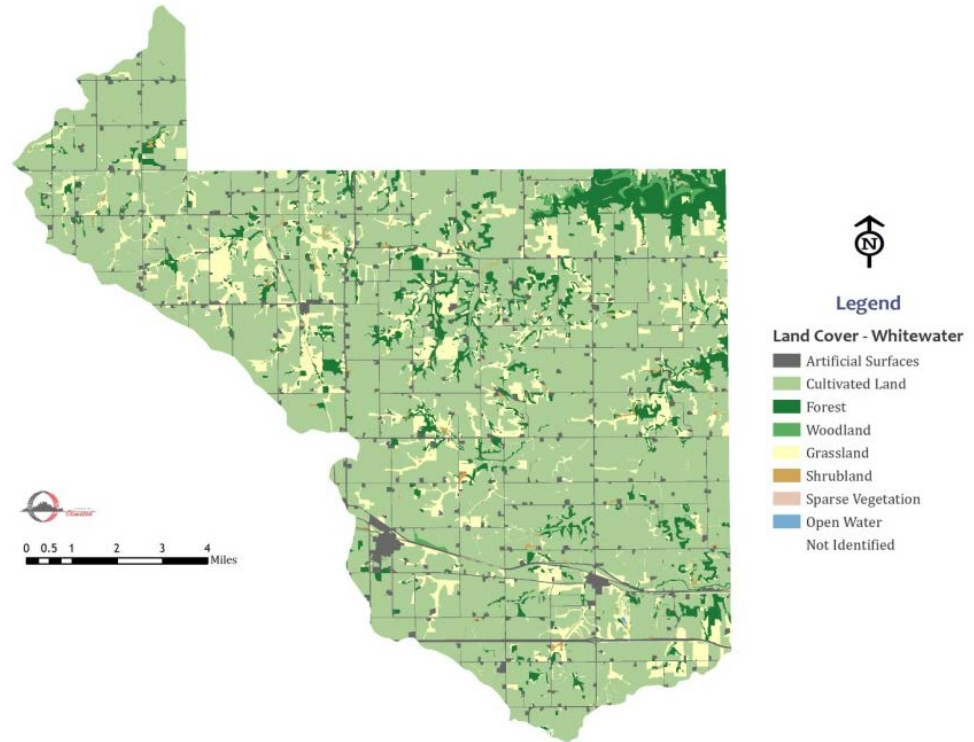 N
Legend
Land Cover - Whitewater
Artificial Surfaces
Cultivated Land
Forest
Woodland
Grassland
Shrubland
Sparse Vegetation
Open Water
Not Identified
0 0.5 1 2 3 4
Miles